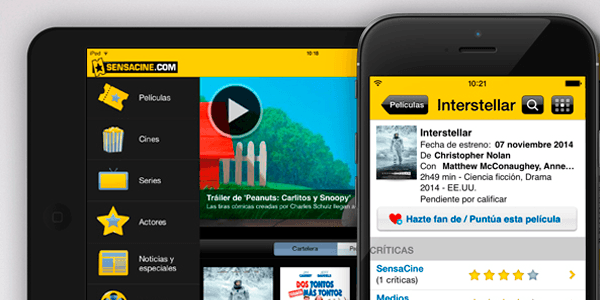 iPad
10:18
SENSACINE.COM
Películas
Cines
Series
Actores
Noticias y
especiales
Tráiler de 'Peanuts: Carlitos y Snoopy'
Las tiras cómicas creadas por Charles Schulz llegan
Cartelera
DOS TONTOS
MÁS TONTOS
10:21
Películas
Interstellar
Interstellar
Fecha de estreno: 07 noviembre 2014
De Christopher Nolan
Con Matthew McConaughey, Anne...
2h49 min - Ciencia ficción, Drama
2014 - EE.UU.
Pendiente por calificar
Hazte fan de / Puntúa esta película
CRÍTICAS
SensaCine
(1 críticas)
Medios